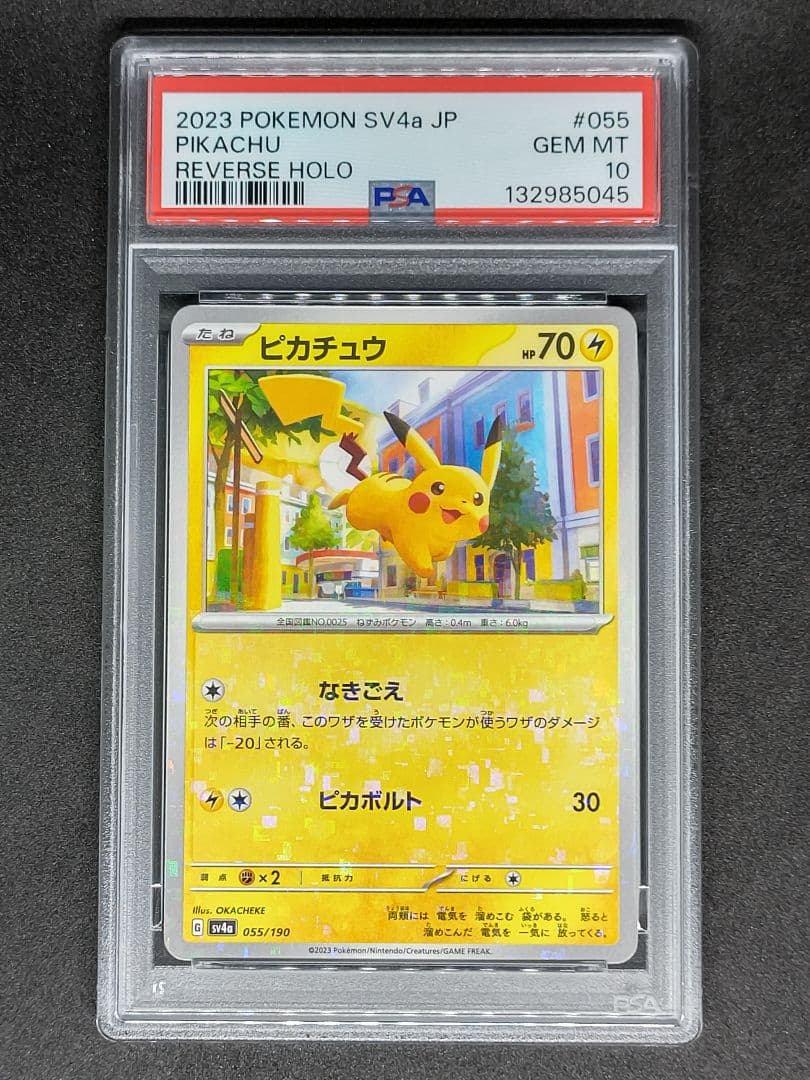 2023 POKEMON SV4a JP #055
PIKACHU GEM MT
REVERSE HOLO 10
PSA 132985045
たね ピカチュウ HP70
全国図鑑NO.0025 ねずみポケモン 高さ:0.4m 重さ:6.0kg
なきごえ
次の相手の番、このワザを受けたポケモンが使うワザのダメージ
は「-20」される。
ピカボルト 30
弱点 ×2 抵抗力 にげる
Illus. OKACHEKE
両頬には 電気を 溜めこむ 袋がある。 怒ると
溜めこんだ 電気を 一気に 放ってくる。
G sv4a 055/190
©2023 Pokémon/Nintendo/Creatures/GAME FREAK.
PSA